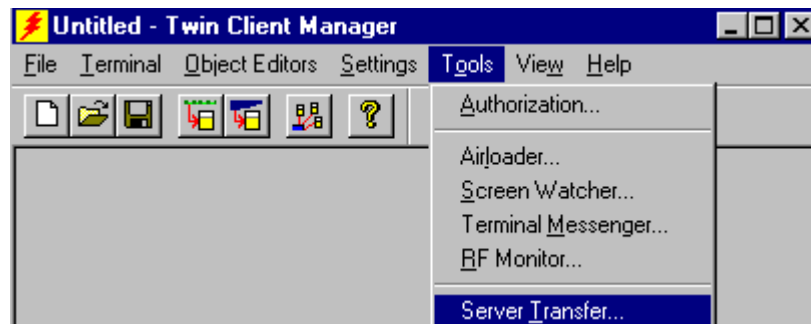 Untitled - Twin Client Manager
File Terminal Object Editors Settings Tools View Help
Authorization...
Airloader...
Screen Watcher...
Terminal Messenger...
RF Monitor...
Server Transfer...